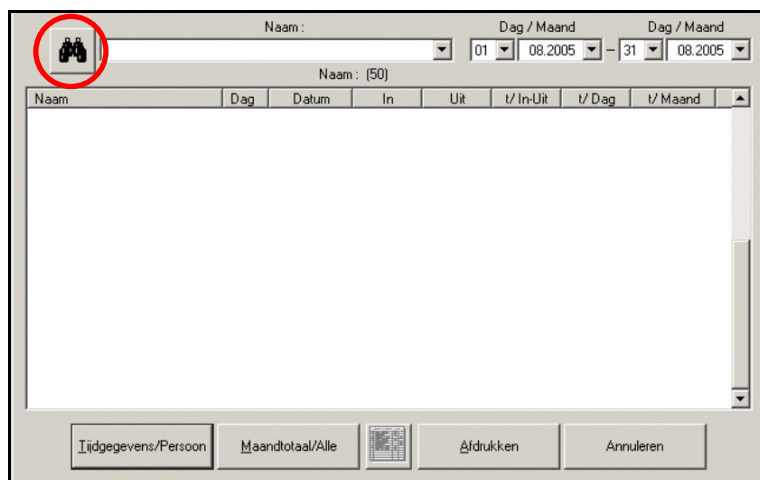 Naam : Dag / Maand Dag / Maand
01 08.2005 – 31 08.2005
Naam : (50)
Naam Dag Datum In Uit t/ In-Uit t/ Dag t/ Maand
Tijdgegevens/Persoon Maandtotaal/Alle Afdrukken Annuleren